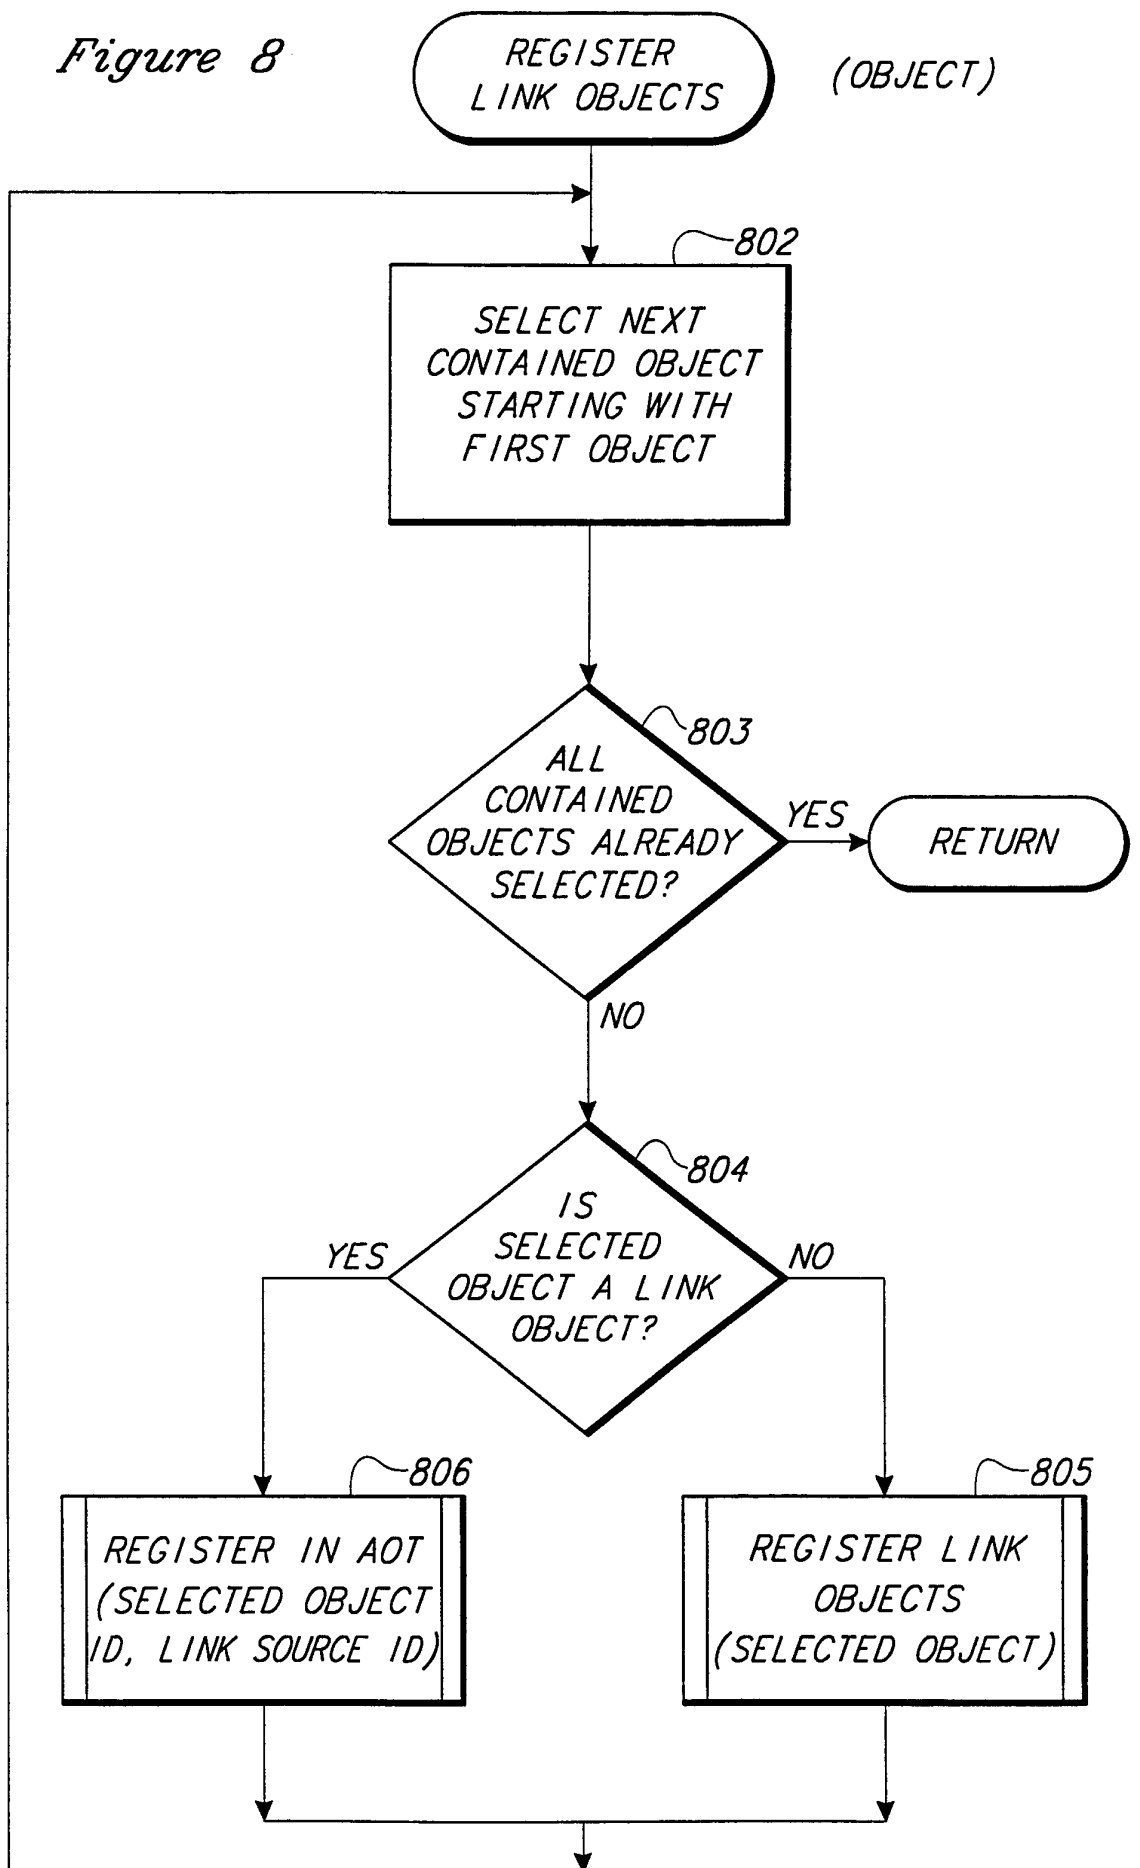 Figure 8
REGISTER
LINK OBJECTS
(OBJECT)
802
SELECT NEXT
CONTAINED OBJECT
STARTING WITH
FIRST OBJECT
803
ALL
CONTAINED
OBJECTS ALREADY
SELECTED?
YES
RETURN
NO
804
IS
SELECTED
OBJECT A LINK
OBJECT?
YES
NO
806
REGISTER IN AOT
(SELECTED OBJECT
ID, LINK SOURCE ID)
805
REGISTER LINK
OBJECTS
(SELECTED OBJECT)